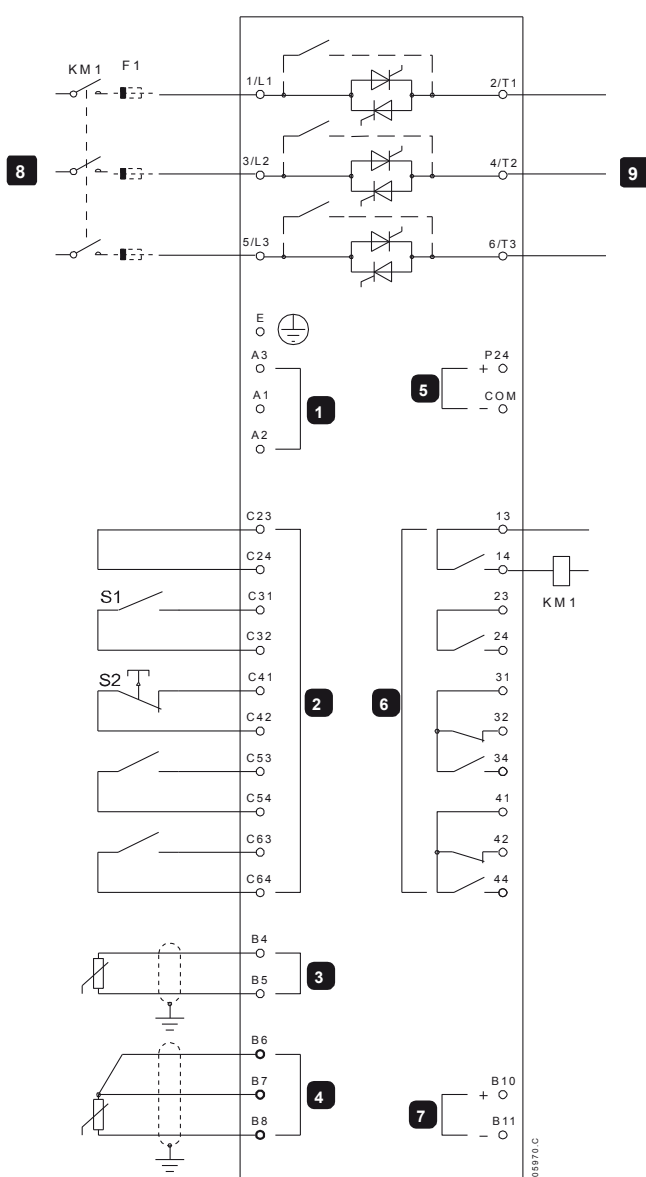 KM1 F1
1/L1 2/T1
3/L2 4/T2
8 9
5/L3 6/T3
E
A3 P24
+
5
A1 COM
1 −
A2
C23 13
C24 14
S1 C31 23 KM1
C32 24
S2 C41 31
2 6
C42 32
C53 34
C54 41
C63 42
C64 44
B4
3
B5
B6
B7 B10
4 +
7
B8 B11
−
05970.C